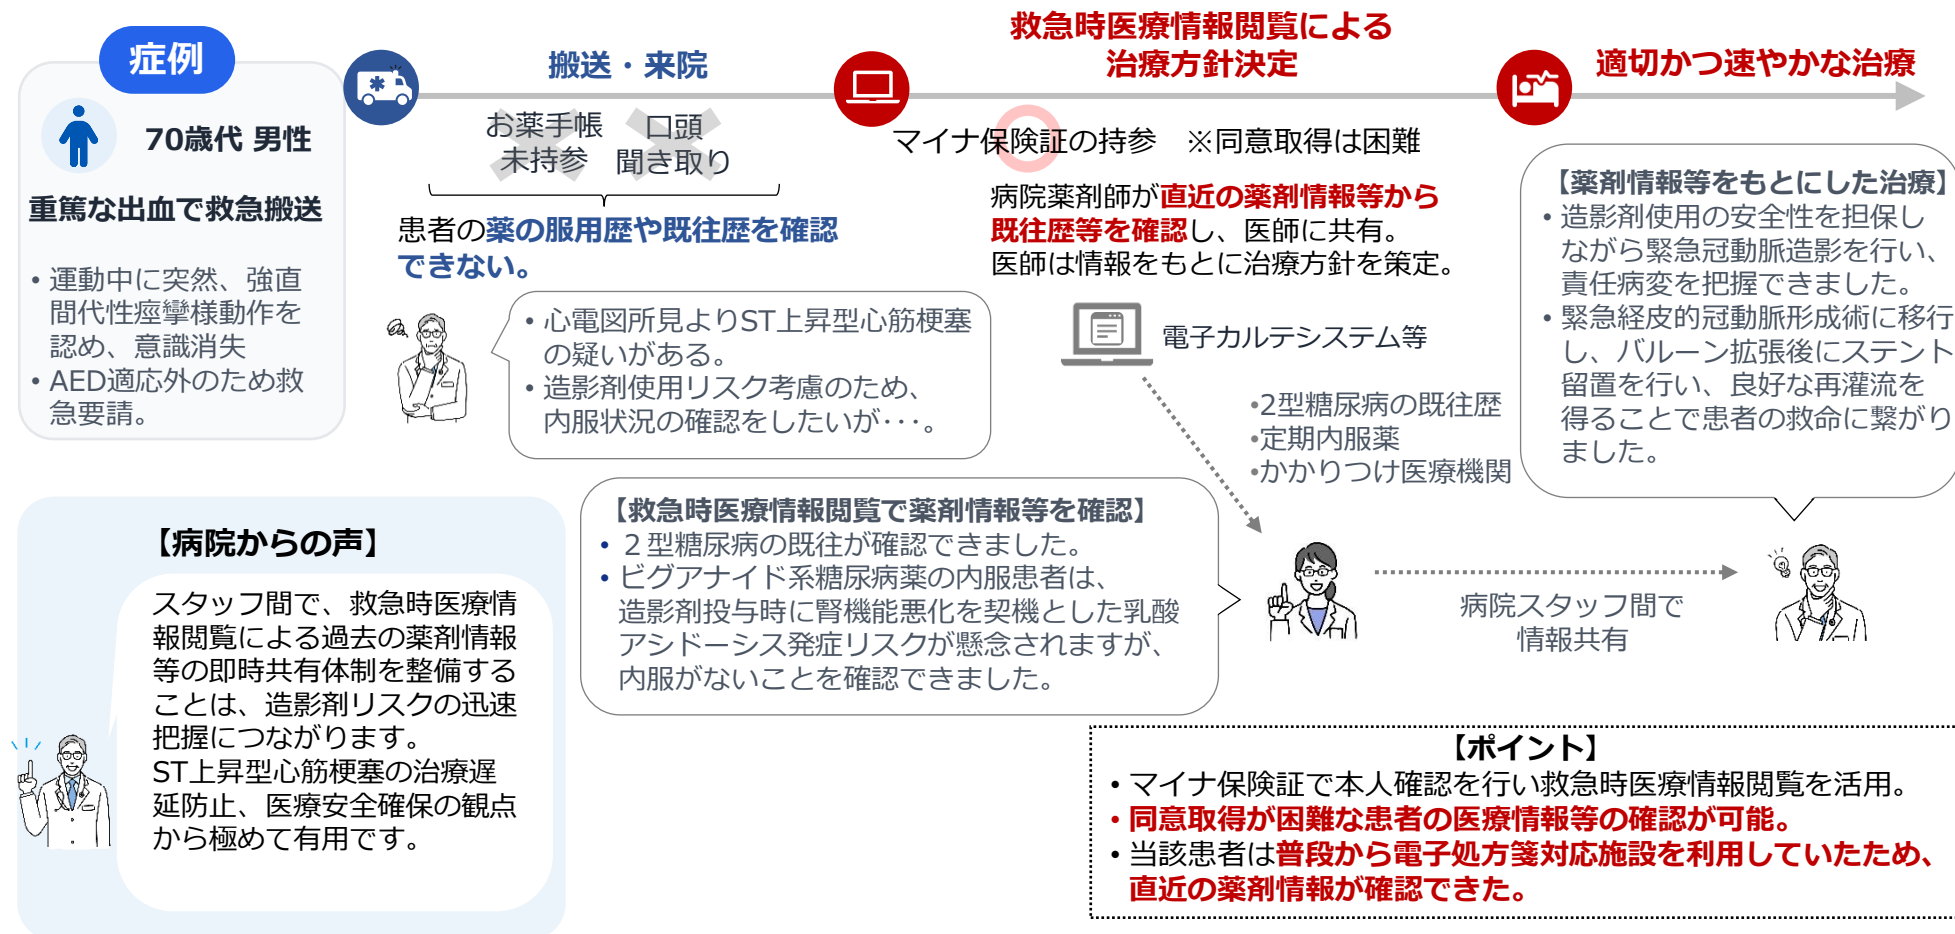 症例
70歳代 男性
重篤な出血で救急搬送
• 運動中に突然、強直
間代性痙攣様動作を
認め、意識消失
• AED適応外のため救
急要請。
搬送・来院
お薬手帳
未持参
口頭
聞き取り
患者の薬の服用歴や既往歴を確認
できない。
• 心電図所見よりST上昇型心筋梗塞
の疑いがある。
• 造影剤使用リスク考慮のため、
内服状況の確認をしたいが･･･。
救急時医療情報閲覧による
治療方針決定
マイナ保険証の持参 ※同意取得は困難
病院薬剤師が直近の薬剤情報等から
既往歴等を確認し、医師に共有。
医師は情報をもとに治療方針を策定。
電子カルテシステム等
•2型糖尿病の既往歴
•定期内服薬
•かかりつけ医療機関
【救急時医療情報閲覧で薬剤情報等を確認】
• ２型糖尿病の既往が確認できました。
• ビグアナイド系糖尿病薬の内服患者は、
造影剤投与時に腎機能悪化を契機とした乳酸
アシドーシス発症リスクが懸念されますが、
内服がないことを確認できました。
病院スタッフ間で
情報共有
適切かつ速やかな治療
【薬剤情報等をもとにした治療】
• 造影剤使用の安全性を担保し
ながら緊急冠動脈造影を行い、
責任病変を把握できました。
• 緊急経皮的冠動脈形成術に移行
し、バルーン拡張後にステント
留置を行い、良好な再灌流を
得ることで患者の救命に繋がり
ました。
【病院からの声】
スタッフ間で、救急時医療情
報閲覧による過去の薬剤情報
等の即時共有体制を整備する
ことは、造影剤リスクの迅速
把握につながります。
ST上昇型心筋梗塞の治療遅
延防止、医療安全確保の観点
から極めて有用です。
【ポイント】
• マイナ保険証で本人確認を行い救急時医療情報閲覧を活用。
• 同意取得が困難な患者の医療情報等の確認が可能。
• 当該患者は普段から電子処方箋対応施設を利用していたため、
直近の薬剤情報が確認できた。